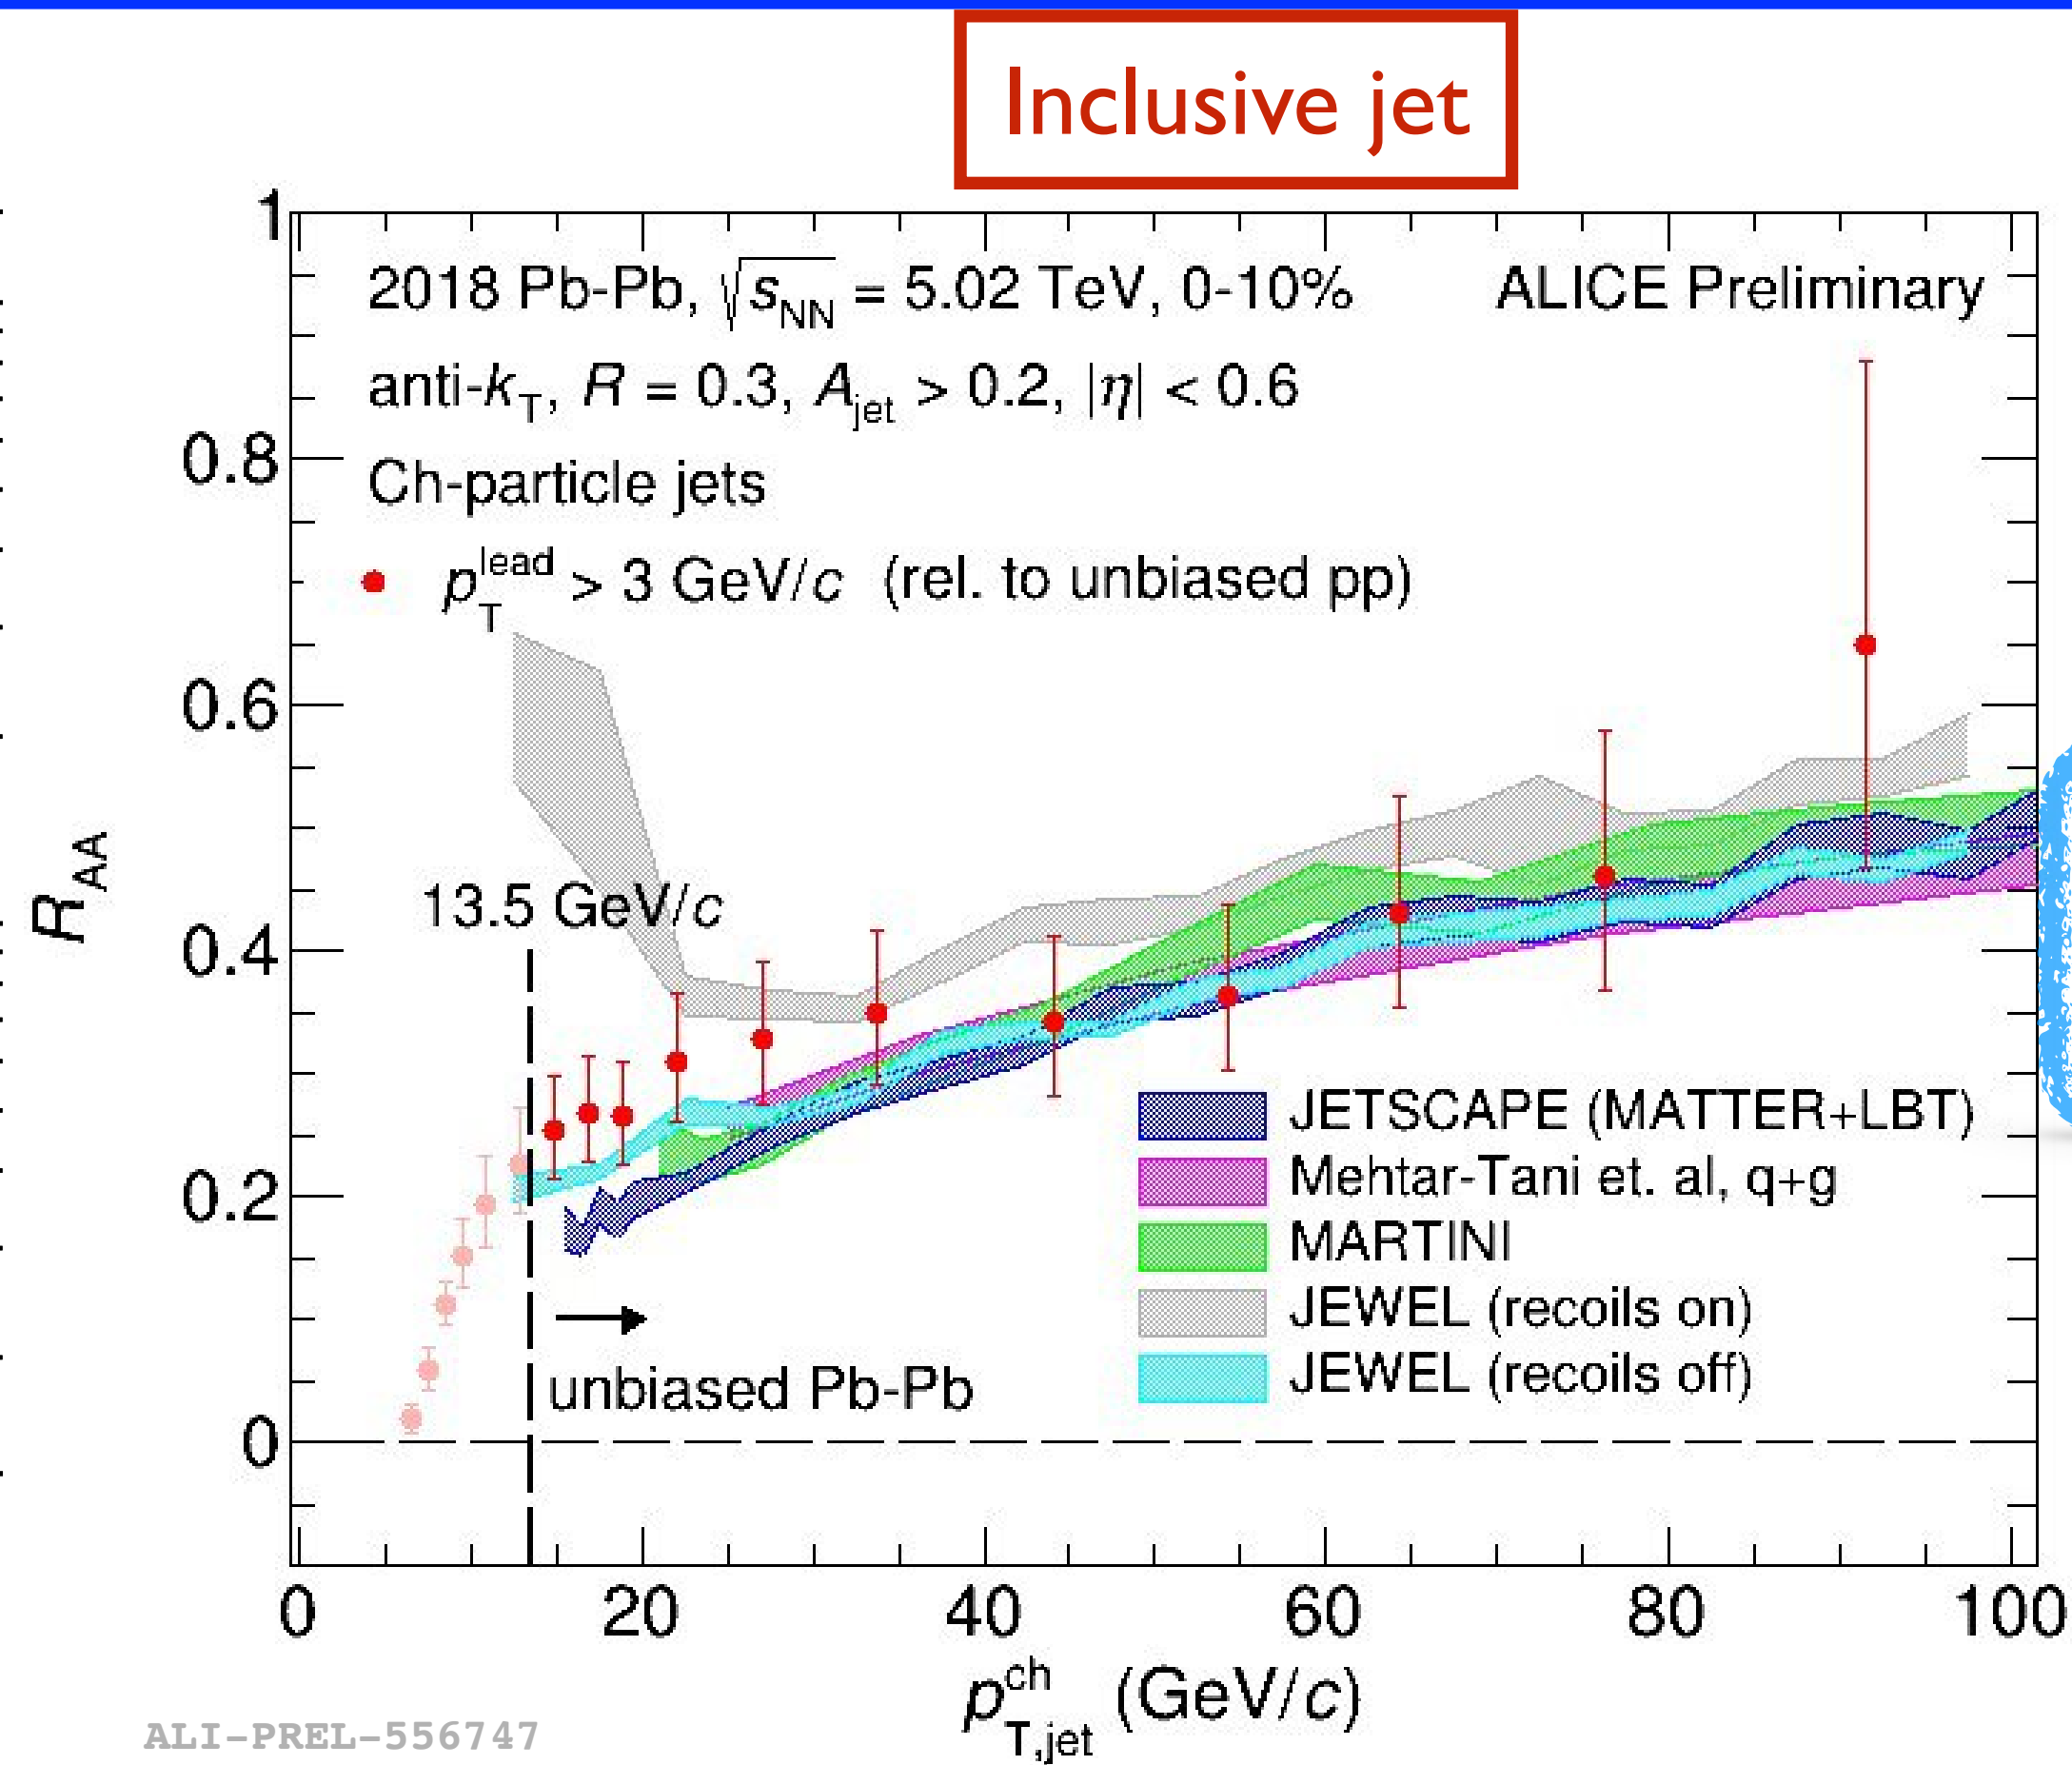 Inclusive jet
2018 Pb-Pb, √sNN = 5.02 TeV, 0-10%
ALICE Preliminary
anti-kT, R = 0.3, Ajet > 0.2, |η| < 0.6
Ch-particle jets
pTlead > 3 GeV/c (rel. to unbiased pp)
1
0.8
0.6
0.4
0.2
0
RAA
13.5 GeV/c
unbiased Pb-Pb
JETSCAPE (MATTER+LBT)
Mehtar-Tani et. al, q+g
MARTINI
JEWEL (recoils on)
JEWEL (recoils off)
0 20 40 60 80 100
pT,jetch (GeV/c)
ALI-PREL-556747